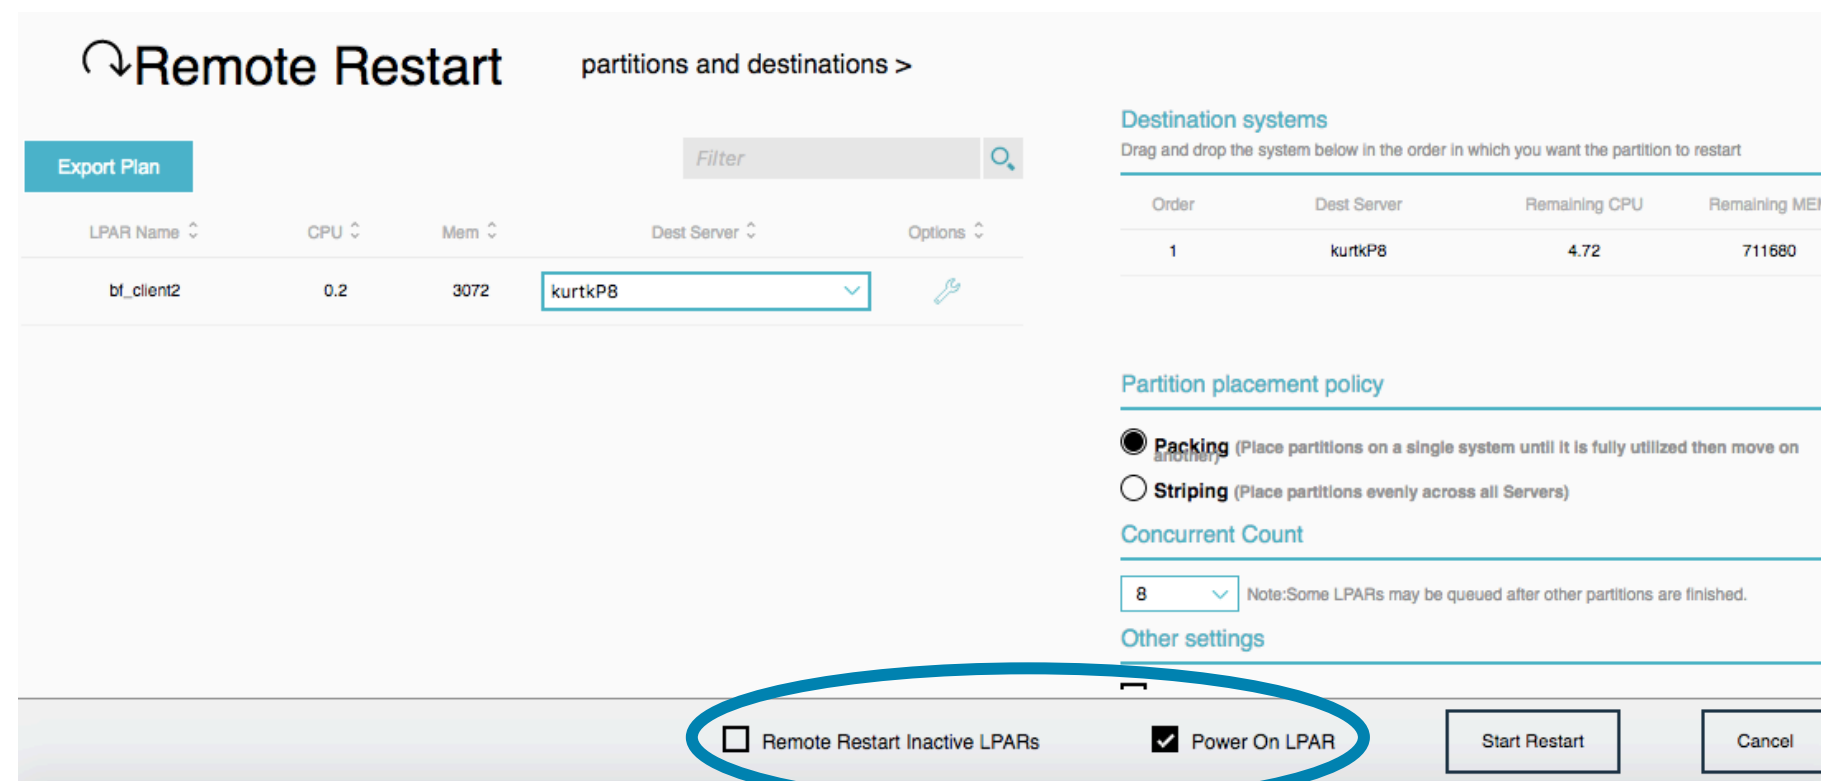 Remote Restart
partitions and destinations >
Export Plan
Filter
LPAR Name CPU Mem Dest Server Options
bf_client2 0.2 3072 kurtkP8
Destination systems
Drag and drop the system below in the order in which you want the partition to restart
Order Dest Server Remaining CPU Remaining MEM
1 kurtkP8 4.72 711680
Partition placement policy
Packing (Place partitions on a single system until it is fully utilized then move on
another)
Striping (Place partitions evenly across all Servers)
Concurrent Count
8 Note:Some LPARs may be queued after other partitions are finished.
Other settings
Remote Restart Inactive LPARs Power On LPAR Start Restart Cancel